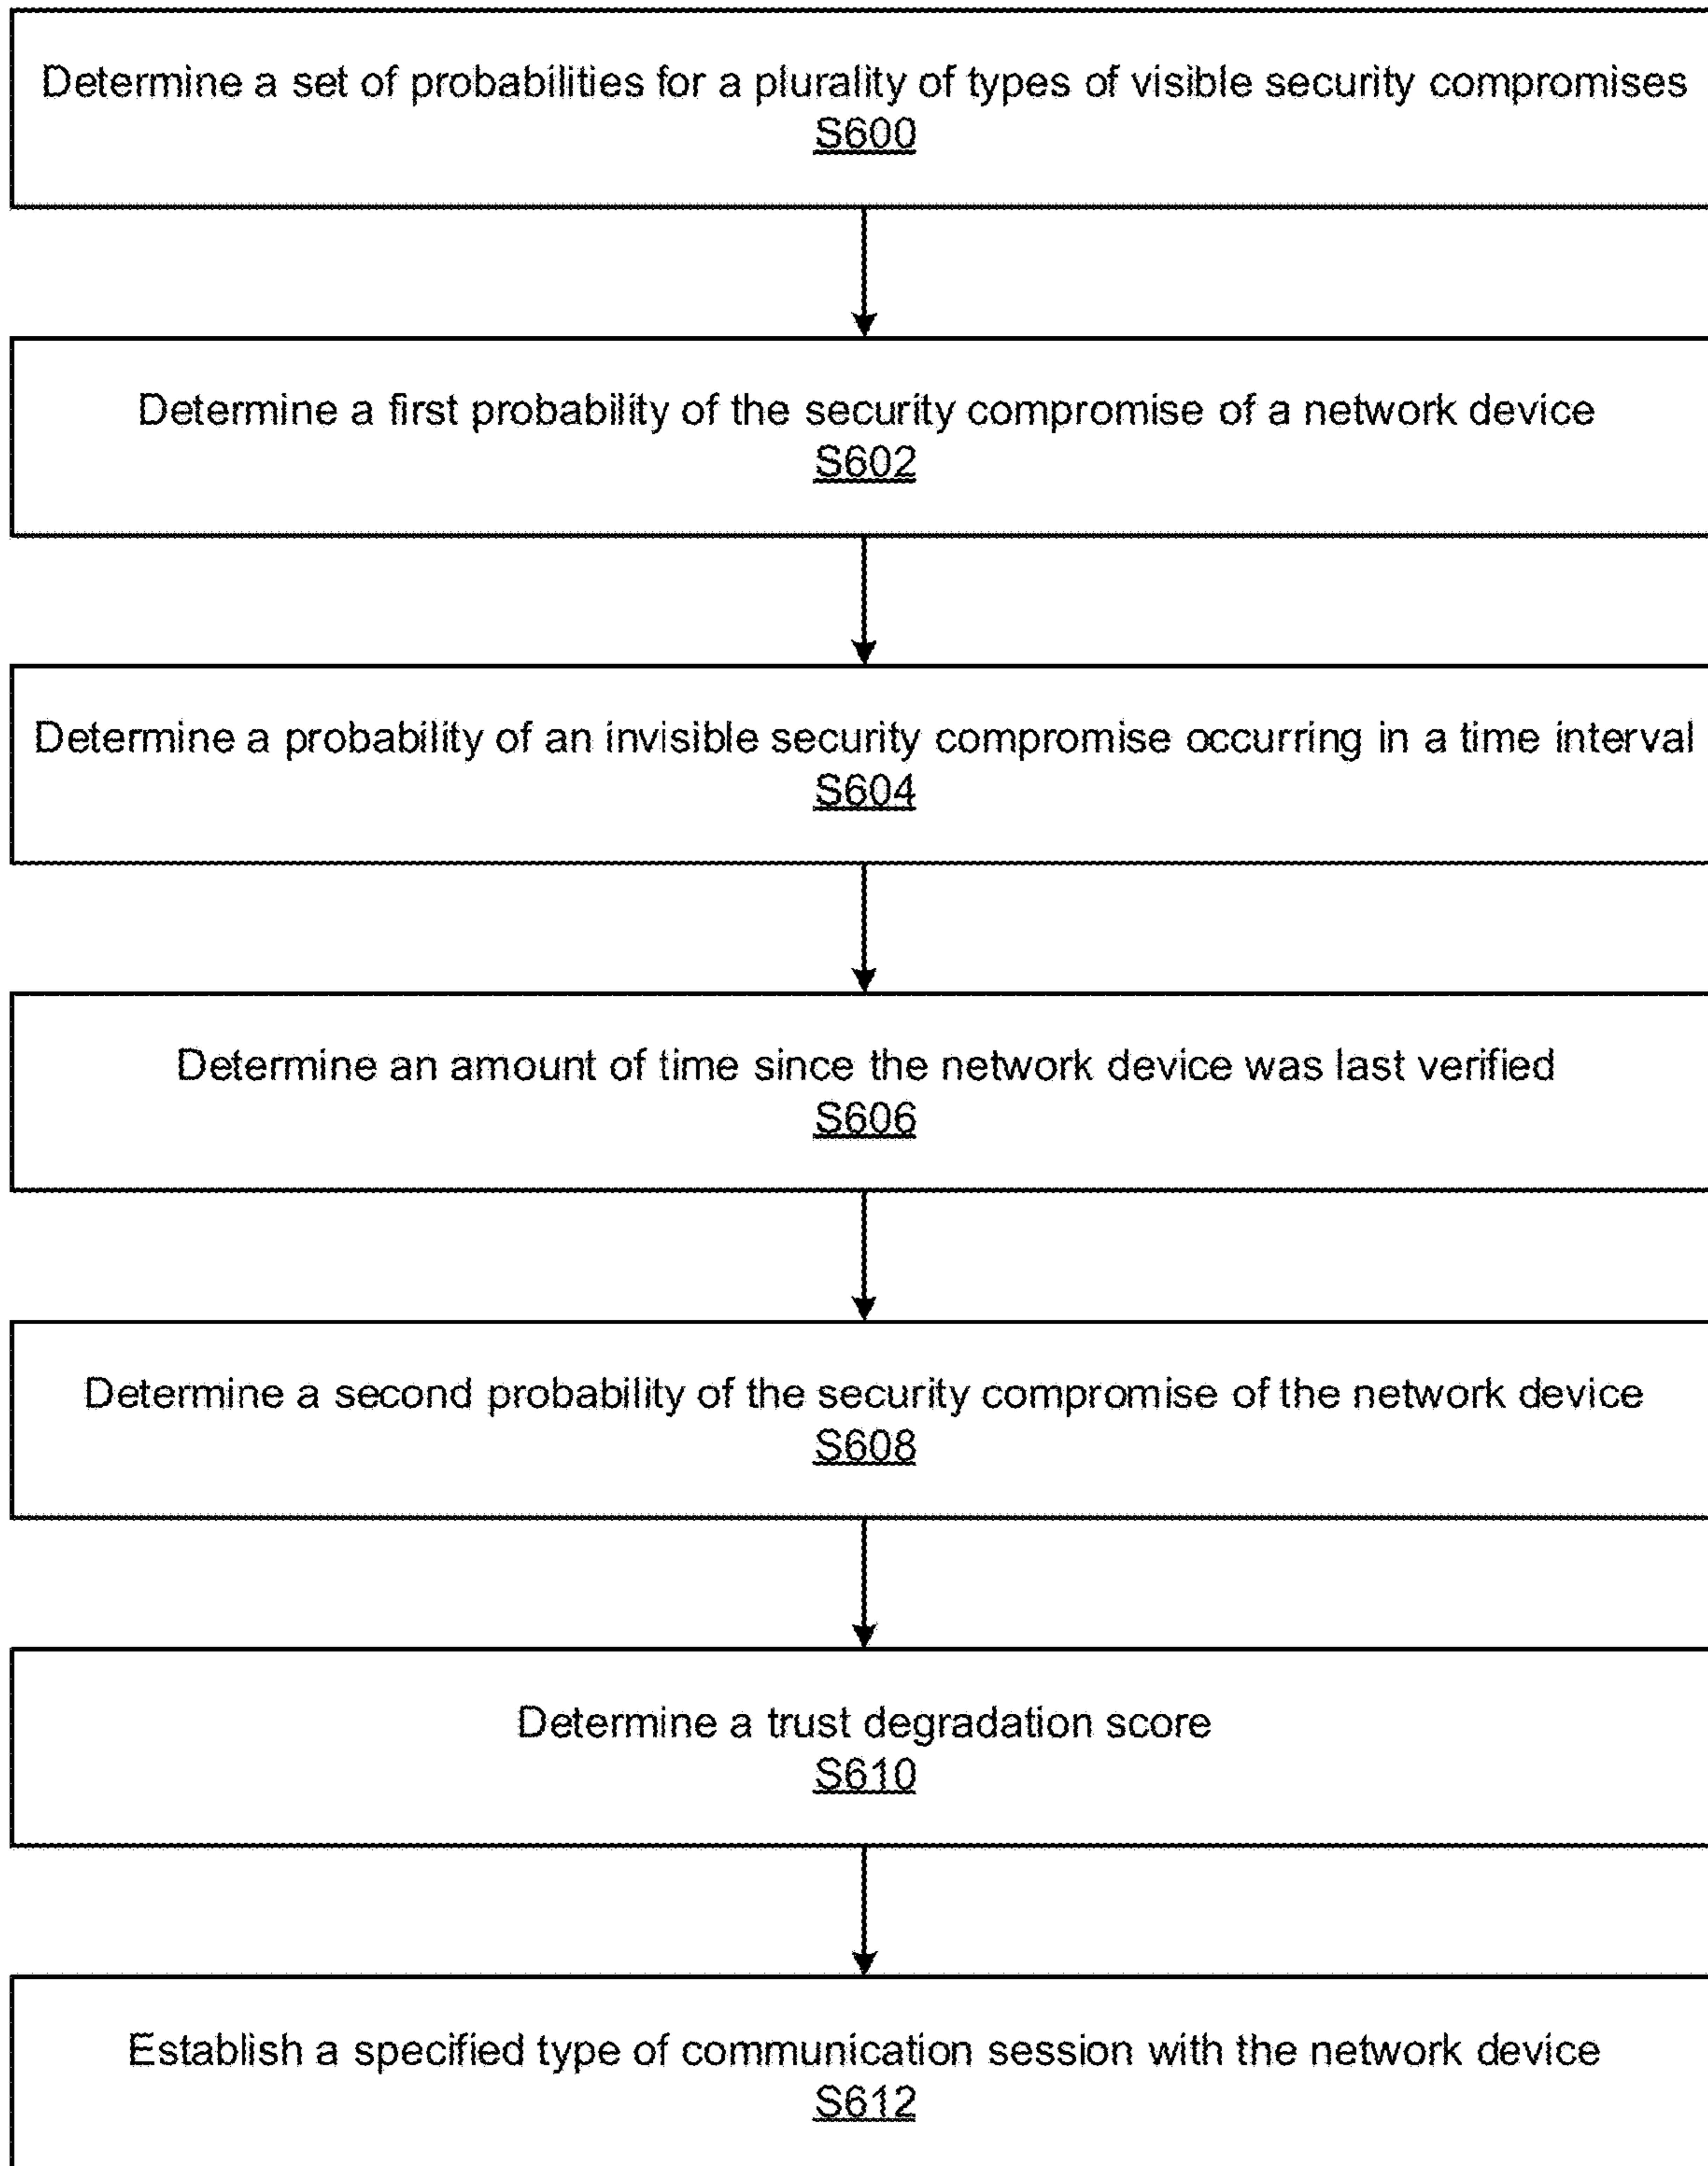 Determine a set of probabilities for a plurality of types of visible security compromises
S600
Determine a first probability of the security compromise of a network device
S602
Determine a probability of an invisible security compromise occurring in a time interval
S604
Determine an amount of time since the network device was last verified
S606
Determine a second probability of the security compromise of the network device
S608
Determine a trust degradation score
S610
Establish a specified type of communication session with the network device
S612